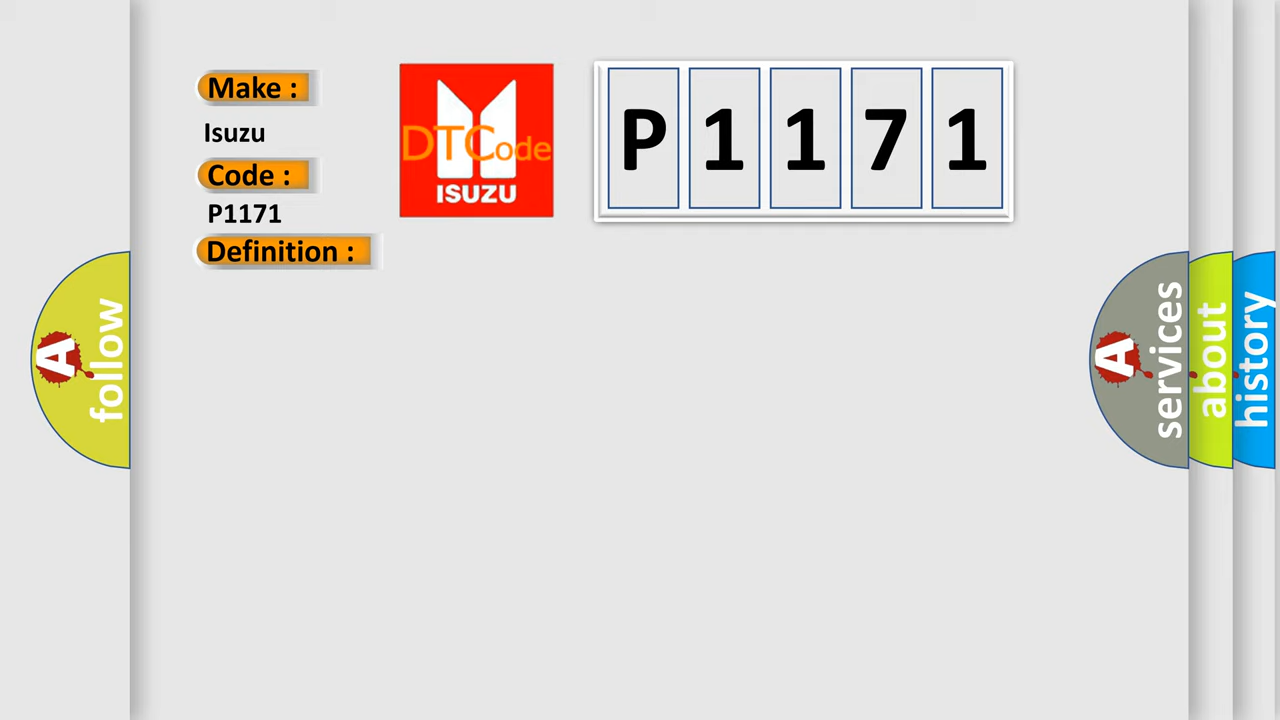 Make :
Isuzu
Code :
P1171
Definition :
DTCode
ISUZU
P 1 1 7 1
A follow
A services
about
history